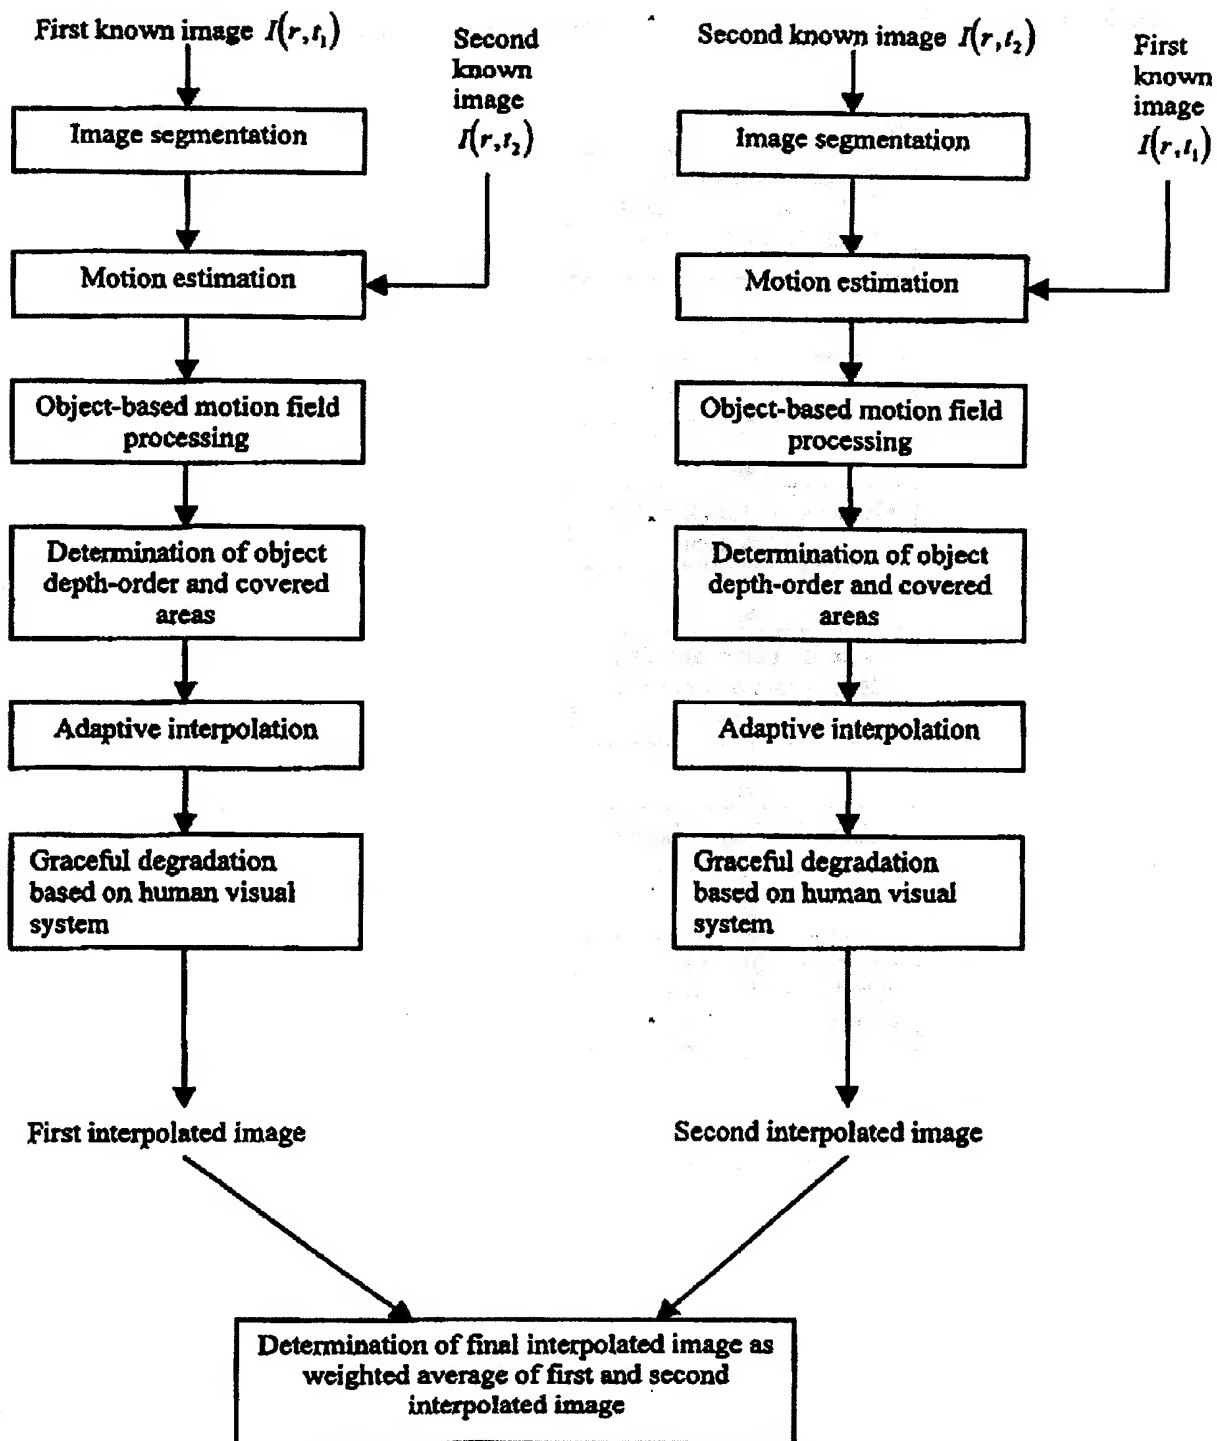 First known image I(r,t₁)
Second
known
image
I(r,t₂)
Image segmentation
Motion estimation
Object-based motion field
processing
Determination of object
depth-order and covered
areas
Adaptive interpolation
Graceful degradation
based on human visual
system
First interpolated image
Second known image I(r,t₂)
First
known
image
I(r,t₁)
Image segmentation
Motion estimation
Object-based motion field
processing
Determination of object
depth-order and covered
areas
Adaptive interpolation
Graceful degradation
based on human visual
system
Second interpolated image
Determination of final interpolated image as
weighted average of first and second
interpolated image